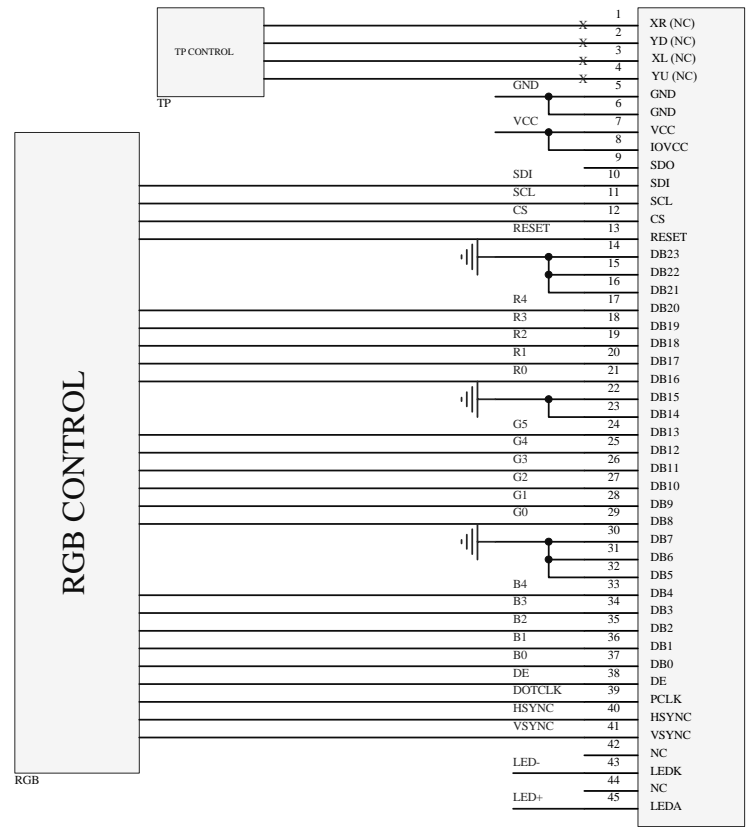 TP CONTROL
TP
RGB CONTROL
RGB
1 XR (NC)
2 YD (NC)
3 XL (NC)
4 YU (NC)
GND 5 GND
6 GND
VCC 7 VCC
8 IOVCC
9 SDO
SDI 10 SDI
SCL 11 SCL
CS 12 CS
RESET 13 RESET
14 DB23
15 DB22
16 DB21
R4 17 DB20
R3 18 DB19
R2 19 DB18
R1 20 DB17
R0 21 DB16
22 DB15
23 DB14
G5 24 DB13
G4 25 DB12
G3 26 DB11
G2 27 DB10
G1 28 DB9
G0 29 DB8
30 DB7
31 DB6
32 DB5
B4 33 DB4
B3 34 DB3
B2 35 DB2
B1 36 DB1
B0 37 DB0
DE 38 DE
DOTCLK 39 PCLK
HSYNC 40 HSYNC
VSYNC 41 VSYNC
42 NC
LED- 43 LEDK
44 NC
LED+ 45 LEDA